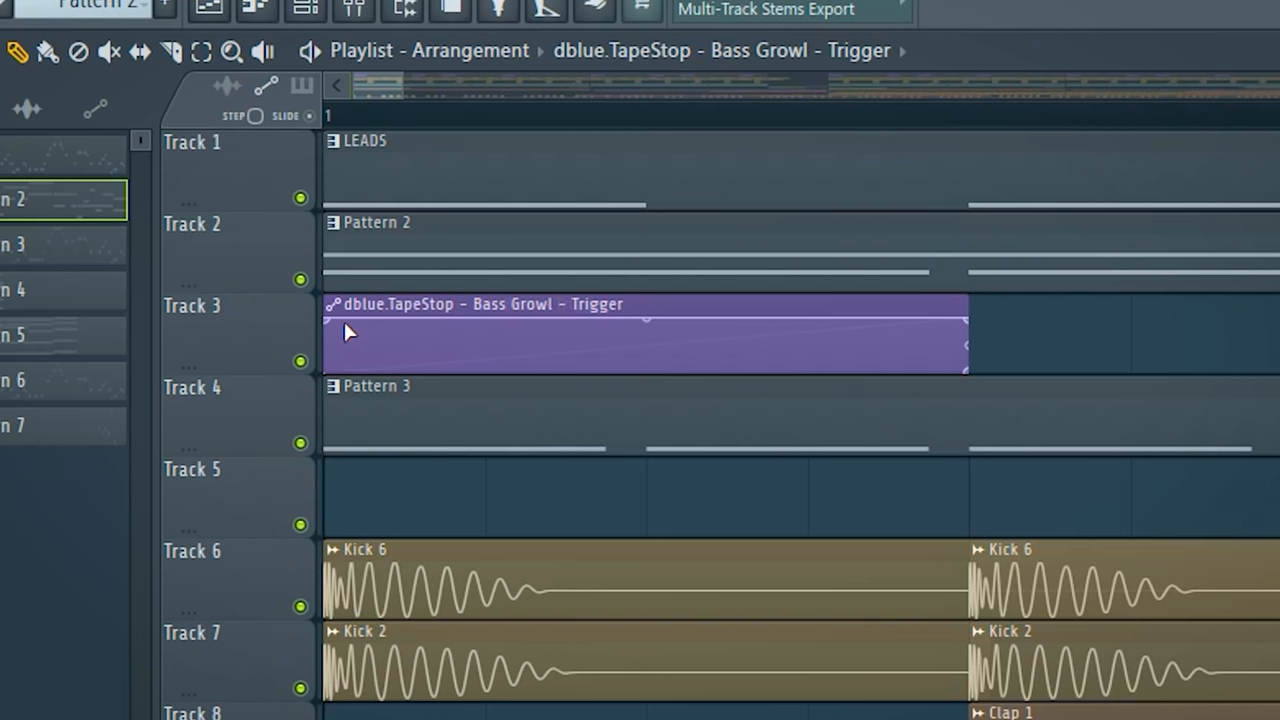 Pattern 2
Multi-Track Stems Export
Playlist - Arrangement › dblue.TapeStop - Bass Growl - Trigger ›
STEP SLIDE
1
Track 1
LEADS
n 2
Track 2
Pattern 2
n 3
n 4
Track 3
dblue.TapeStop - Bass Growl - Trigger
n 5
n 6
Track 4
Pattern 3
n 7
Track 5
Track 6
Kick 6
Kick 6
Track 7
Kick 2
Kick 2
Track 8
Clap 1